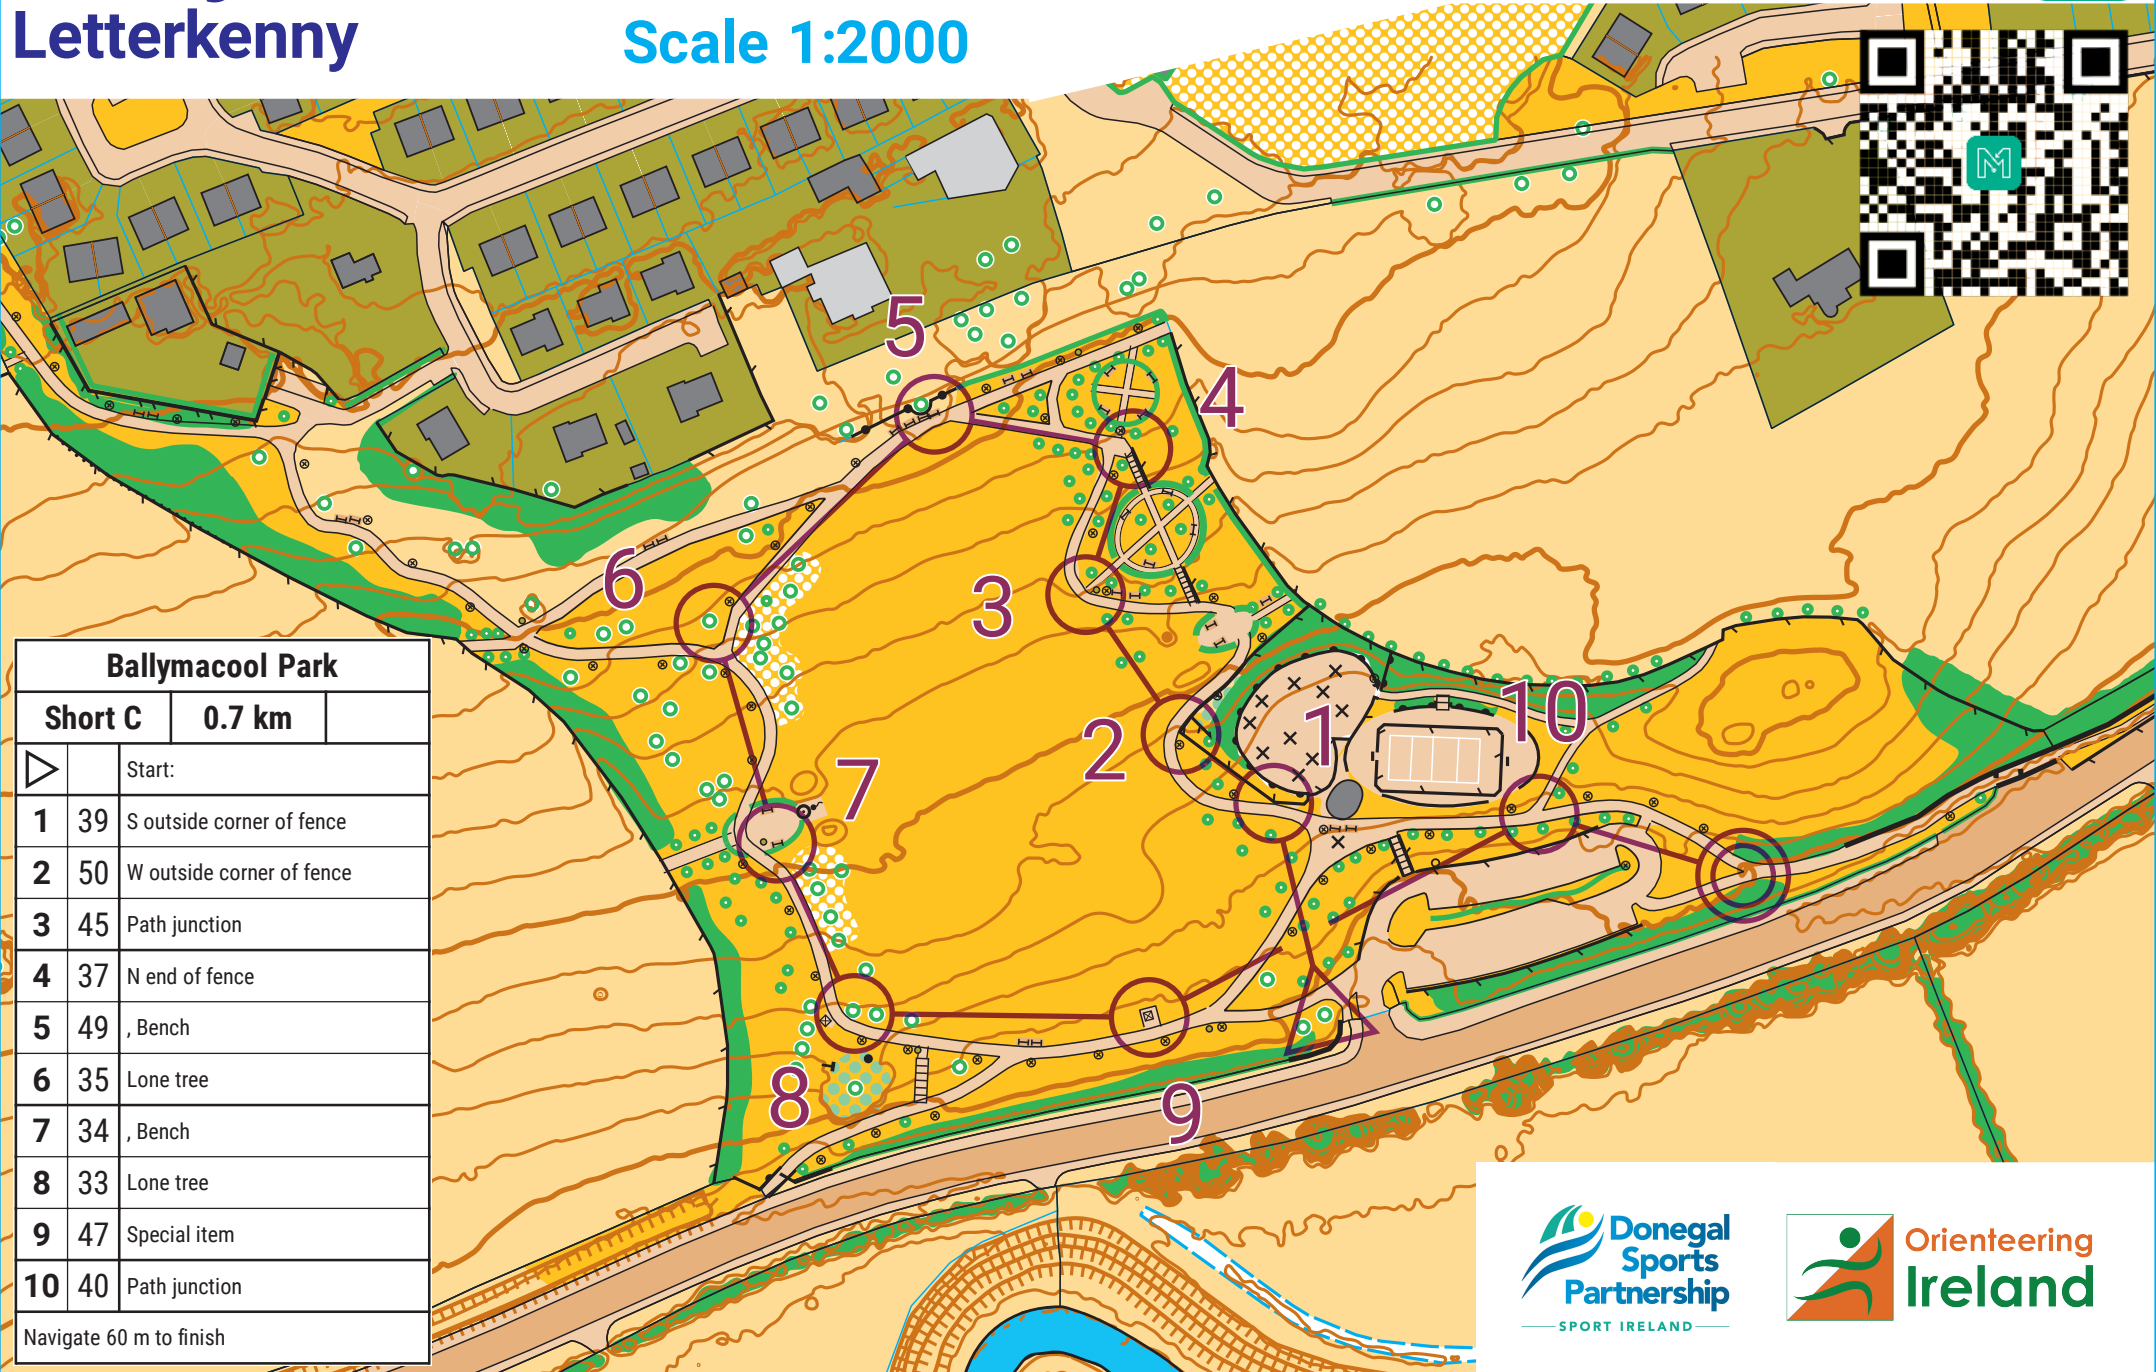 Letterkenny
Scale 1:2000
5
4
6
3
10
1
2
7
8
9
Ballymacool Park
Short C 0.7 km
Start:
1 39 S outside corner of fence
2 50 W outside corner of fence
3 45 Path junction
4 37 N end of fence
5 49 , Bench
6 35 Lone tree
7 34 , Bench
8 33 Lone tree
9 47 Special item
10 40 Path junction
Navigate 60 m to finish
Donegal
Sports
Partnership
SPORT IRELAND
Orienteering
Ireland